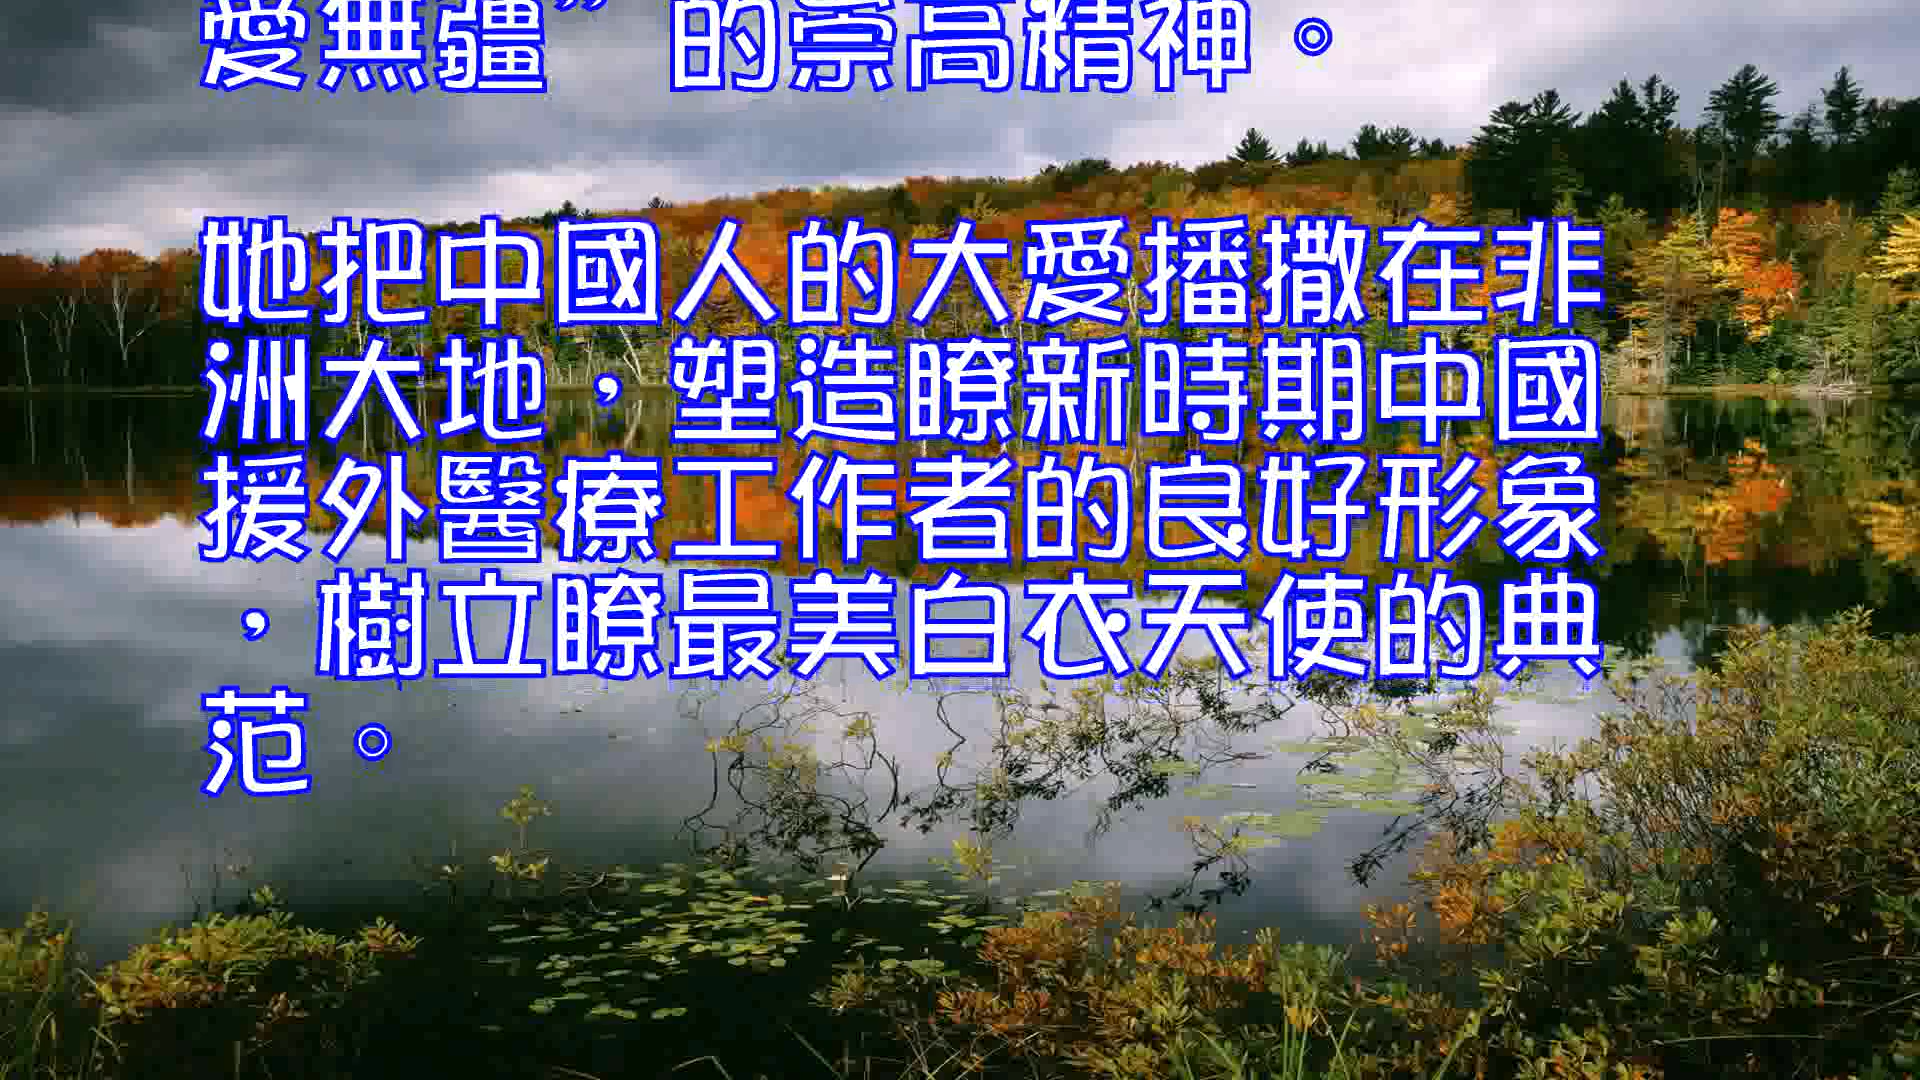 愛無疆”的崇高精神。
她把中國人的大愛播撒在非
洲大地，塑造瞭新時期中國
援外醫療工作者的良好形象
，樹立瞭最美白衣天使的典
范。